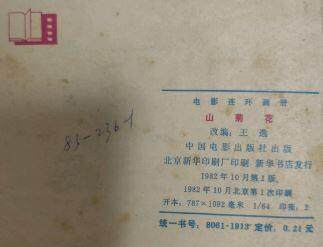 83-236-1
电影连环画册
山菊花
改编：王逸
中国电影出版社出版
北京新华印刷厂印刷 新华书店发行
1982年10月第1版
1982年10月北京第1次印刷
开本：787×1092毫米 1/64 印张：2
统一书号：8061·1913 定价：0.21元